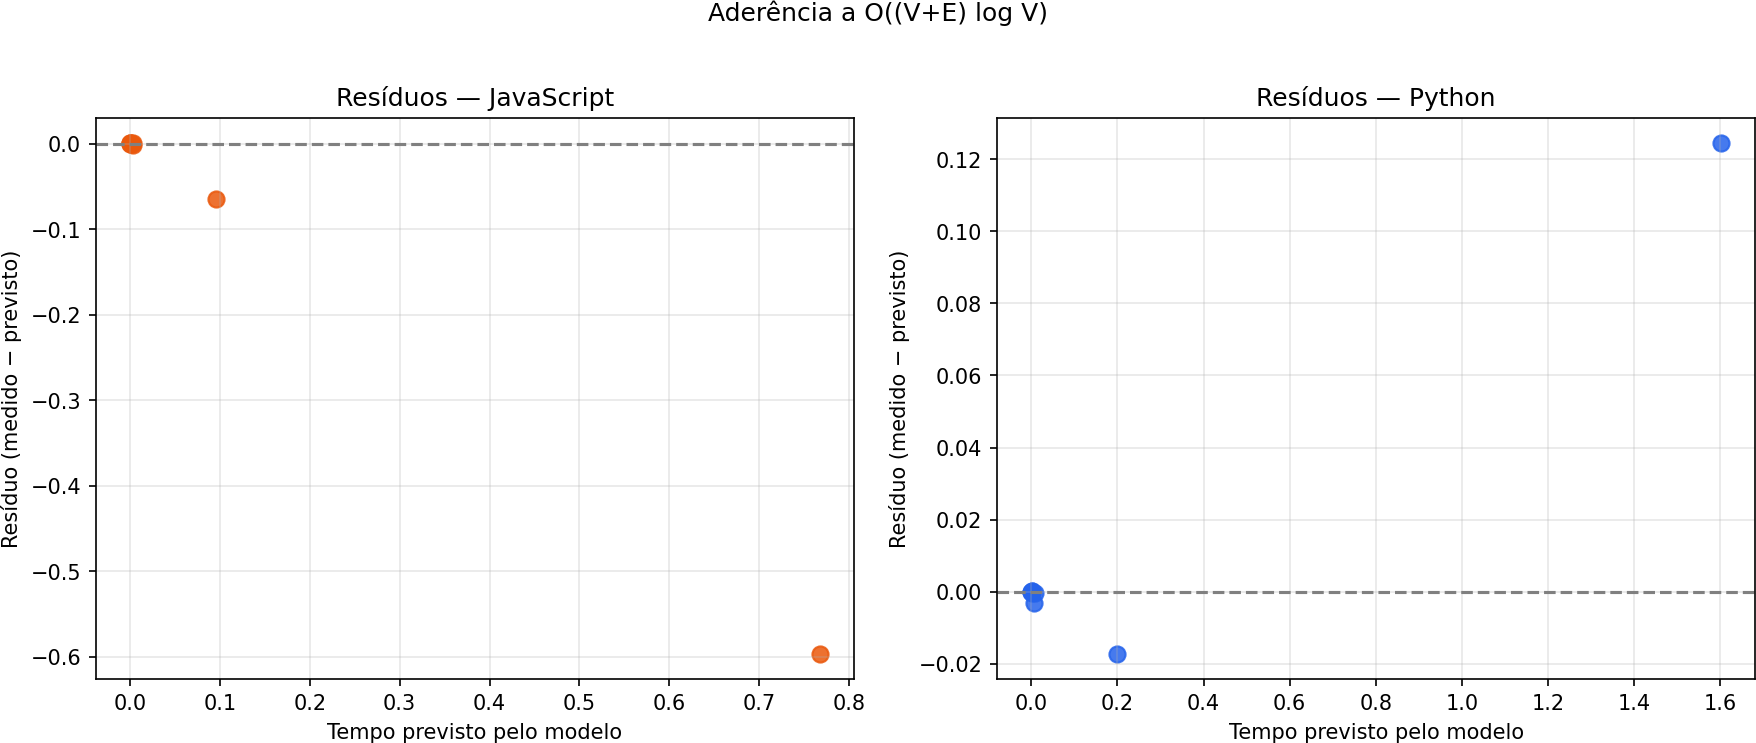 Aderência a O((V+E) log V)
Resíduos — JavaScript
Resíduo (medido − previsto)
0.0
−0.1
−0.2
−0.3
−0.4
−0.5
−0.6
0.0 0.1 0.2 0.3 0.4 0.5 0.6 0.7 0.8
Tempo previsto pelo modelo
Resíduos — Python
Resíduo (medido − previsto)
0.12
0.10
0.08
0.06
0.04
0.02
0.00
−0.02
0.0 0.2 0.4 0.6 0.8 1.0 1.2 1.4 1.6
Tempo previsto pelo modelo